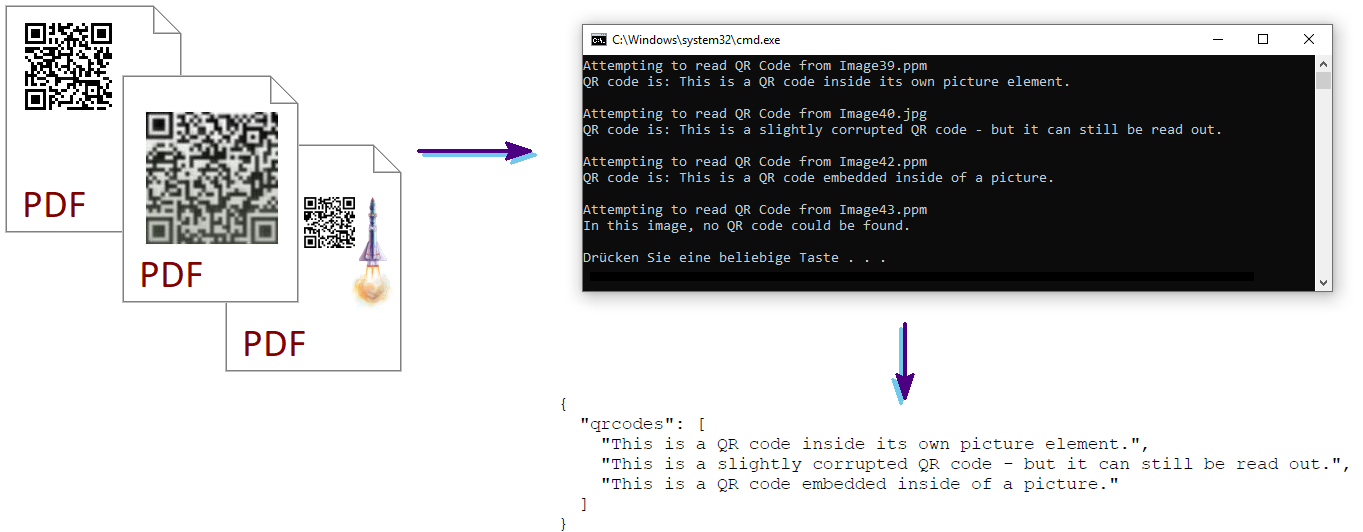 PDF
PDF
PDF
C:\Windows\system32\cmd.exe
Attempting to read QR Code from Image39.ppm
QR code is: This is a QR code inside its own picture element.
Attempting to read QR Code from Image40.jpg
QR code is: This is a slightly corrupted QR code - but it can still be read out.
Attempting to read QR Code from Image42.ppm
QR code is: This is a QR code embedded inside of a picture.
Attempting to read QR Code from Image43.ppm
In this image, no QR code could be found.
Drücken Sie eine beliebige Taste . . .
{
"qrcodes": [
"This is a QR code inside its own picture element.",
"This is a slightly corrupted QR code - but it can still be read out.",
"This is a QR code embedded inside of a picture."
]
}